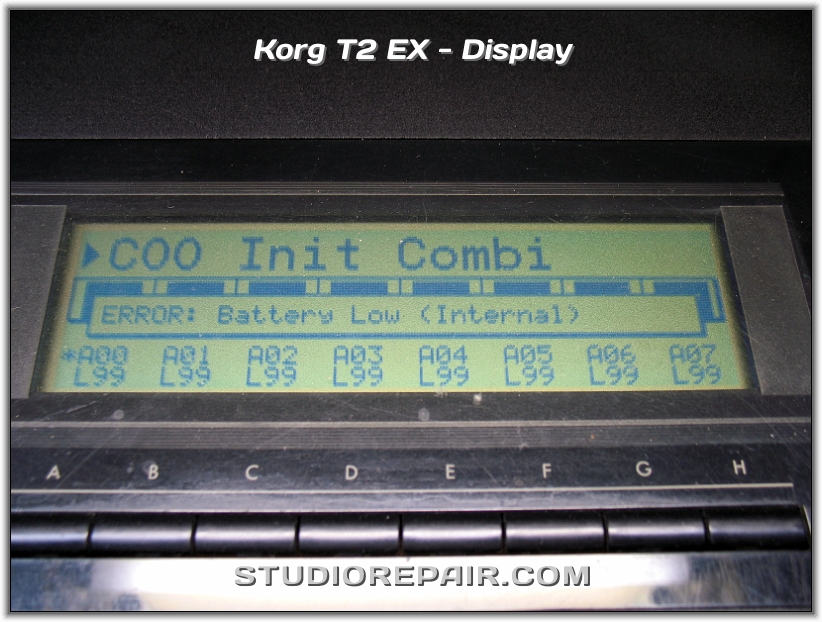 Korg T2 EX - Display
▶C00 Init Combi
ERROR: Battery Low (Internal)
*A00 A01 A02 A03 A04 A05 A06 A07
L99 L99 L99 L99 L99 L99 L99 L99
A B C D E F G H
STUDIOREPAIR.COM